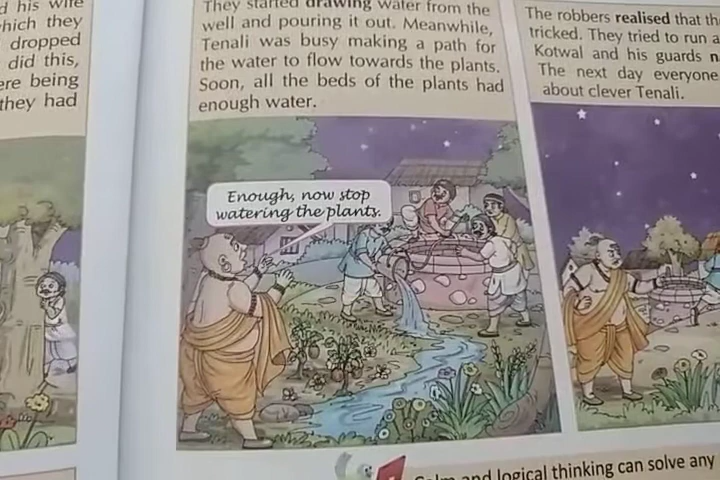 d his wife
which they
dropped
did this,
ere being
they had
They started drawing water from the
well and pouring it out. Meanwhile,
Tenali was busy making a path for
the water to flow towards the plants.
Soon, all the beds of the plants had
enough water.
Enough, now stop
watering the plants.
The robbers realised that th
tricked. They tried to run a
Kotwal and his guards n
The next day everyone
about clever Tenali.
Calm and logical thinking can solve any